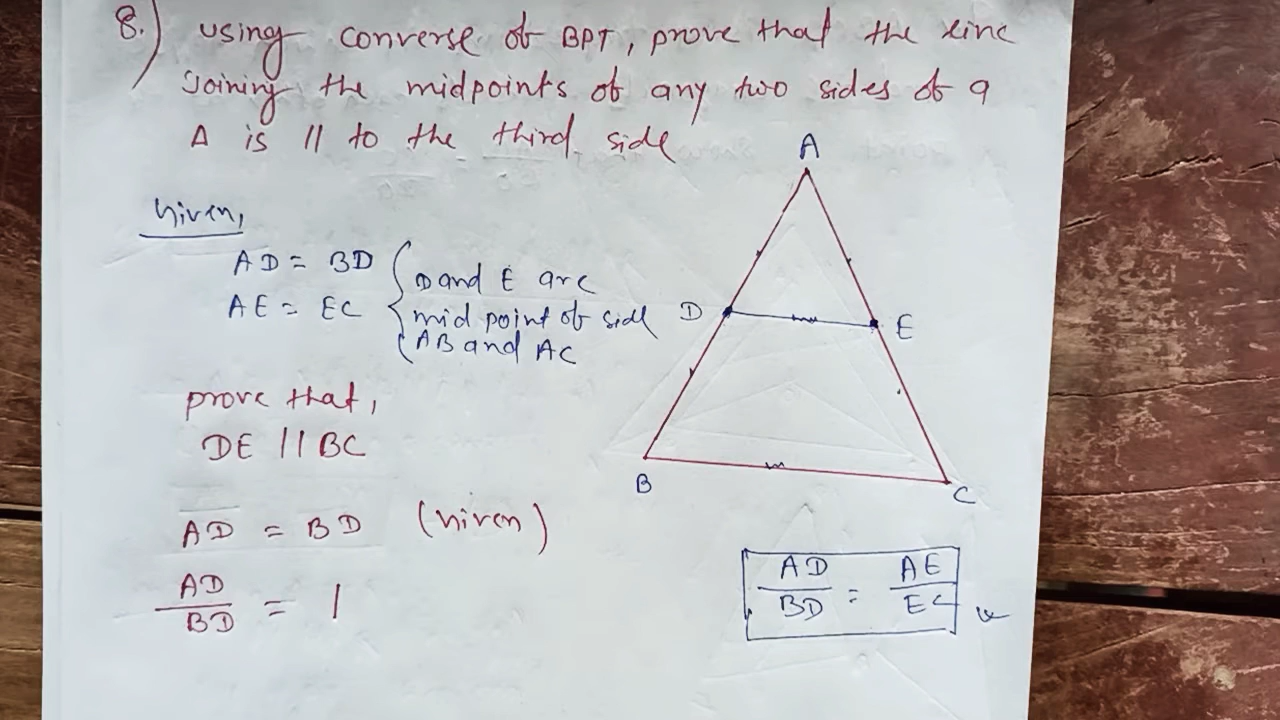 8.) using converse of BPT, prove that the line
Joining the midpoints of any two sides of a
Δ is // to the third side
Given,
AD = BD
AE = EC
D and E are
mid point of side
AB and AC
prove that,
DE // BC
AD = BD (Given)
AD/BD = 1
A
D
E
B
C
AD/BD = AE/EC